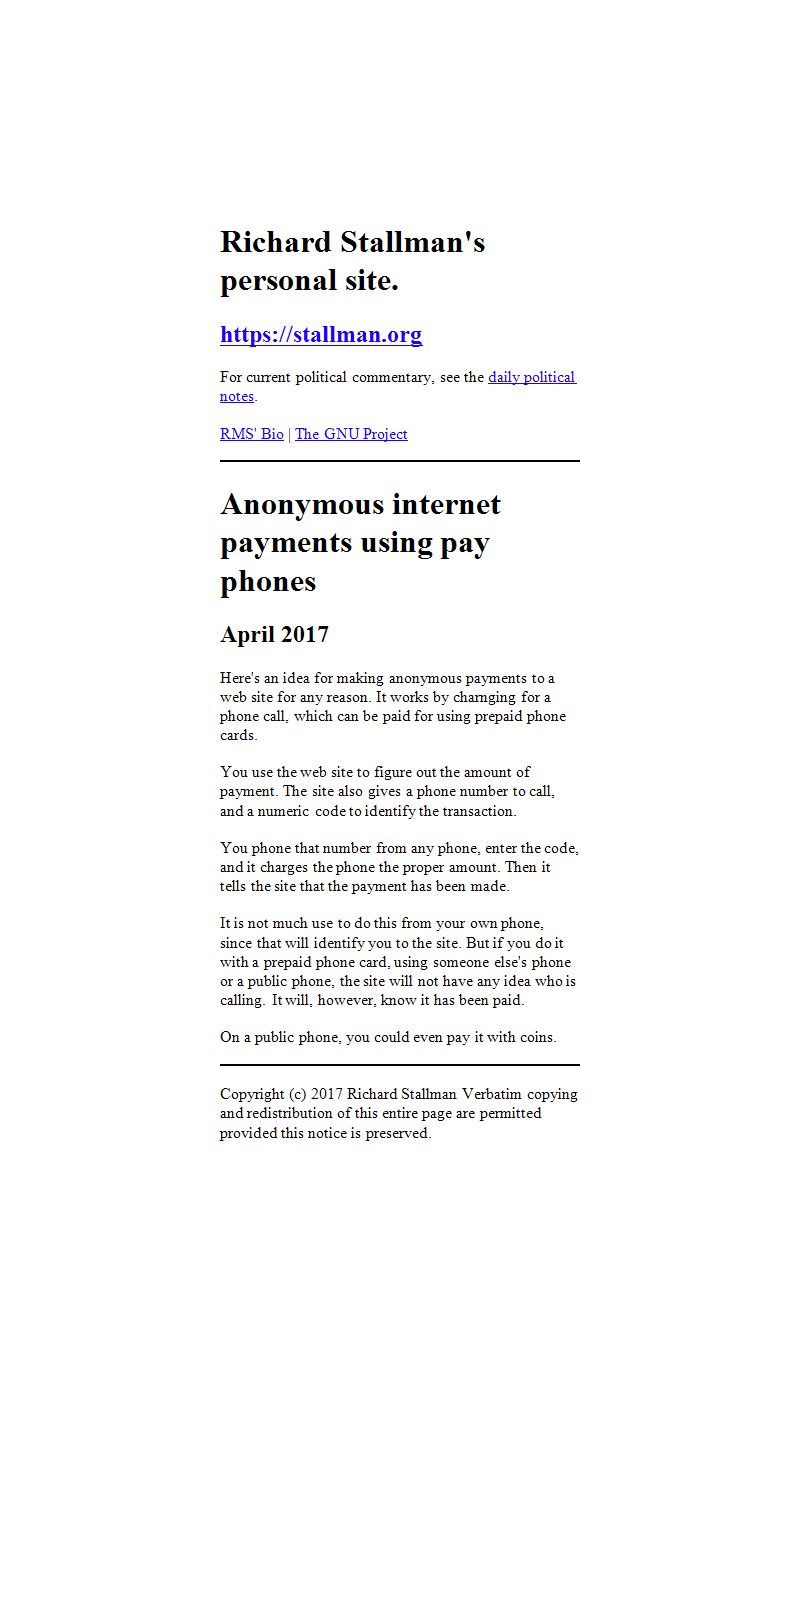 Richard Stallman's
personal site.
https://stallman.org
For current political commentary, see the daily political
notes.
RMS' Bio | The GNU Project
Anonymous internet
payments using pay
phones
April 2017
Here's an idea for making anonymous payments to a
web site for any reason. It works by charnging for a
phone call, which can be paid for using prepaid phone
cards.
You use the web site to figure out the amount of
payment. The site also gives a phone number to call,
and a numeric code to identify the transaction.
You phone that number from any phone, enter the code,
and it charges the phone the proper amount. Then it
tells the site that the payment has been made.
It is not much use to do this from your own phone,
since that will identify you to the site. But if you do it
with a prepaid phone card, using someone else's phone
or a public phone, the site will not have any idea who is
calling. It will, however, know it has been paid.
On a public phone, you could even pay it with coins.
Copyright (c) 2017 Richard Stallman Verbatim copying
and redistribution of this entire page are permitted
provided this notice is preserved.